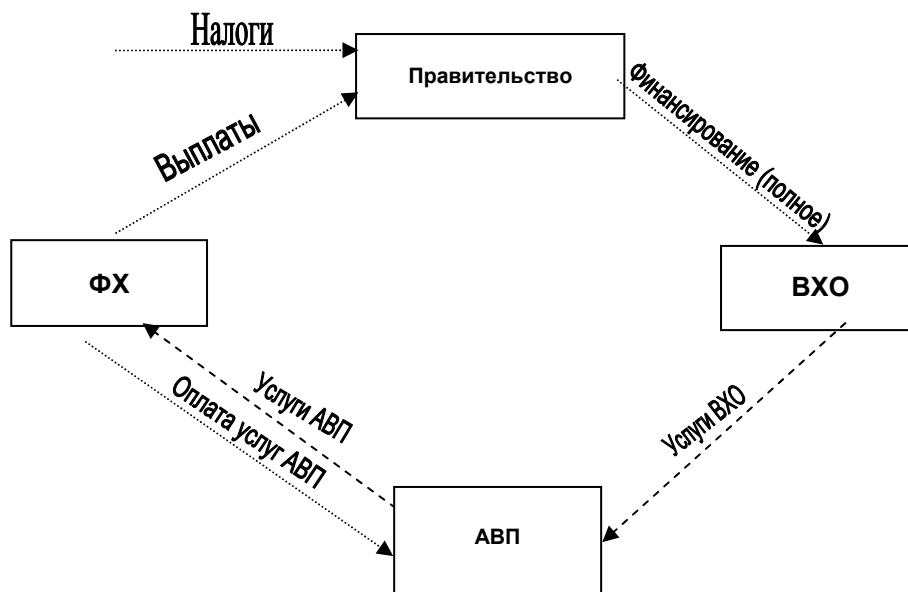 Налоги
Правительство
Финансирование (полное)
Выплаты
ФХ
ВХО
Услуги АВП
Оплата услуг АВП
Услуги ВХО
АВП